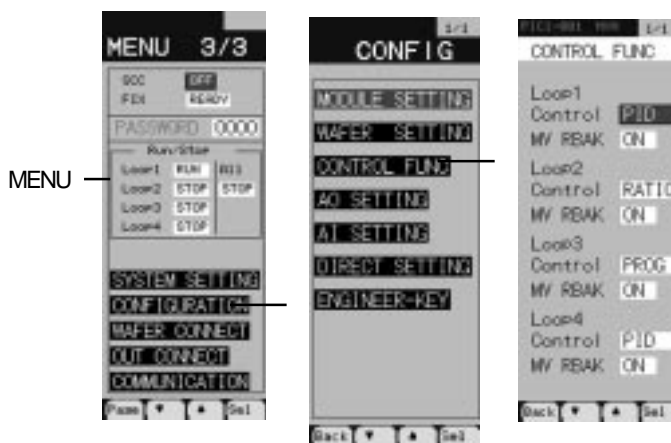 MENU
MENU 3/3
SCC OFF
FIX READY
PASSWORD 0000
Run/Stop
Loop1 RUN All
Loop2 STOP STOP
Loop3 STOP
Loop4 STOP
SYSTEM SETTING
CONFIGURATION
WAFER CONNECT
OUT CONNECT
COMMUNICATION
Page ▼ ▲ Sel
1/1
CONFIG
MODULE SETTING
WAFER SETTING
CONTROL FUNC
AO SETTING
AI SETTING
DIRECT SETTING
ENGINEER-KEY
Back ▼ ▲ Sel
1/1
CONTROL FUNC
Loop1
Control PID
MV RBAK ON
Loop2
Control RATIO
MV RBAK ON
Loop3
Control PROG
MV RBAK ON
Loop4
Control PID
MV RBAK ON
Back ▼ ▲ Sel